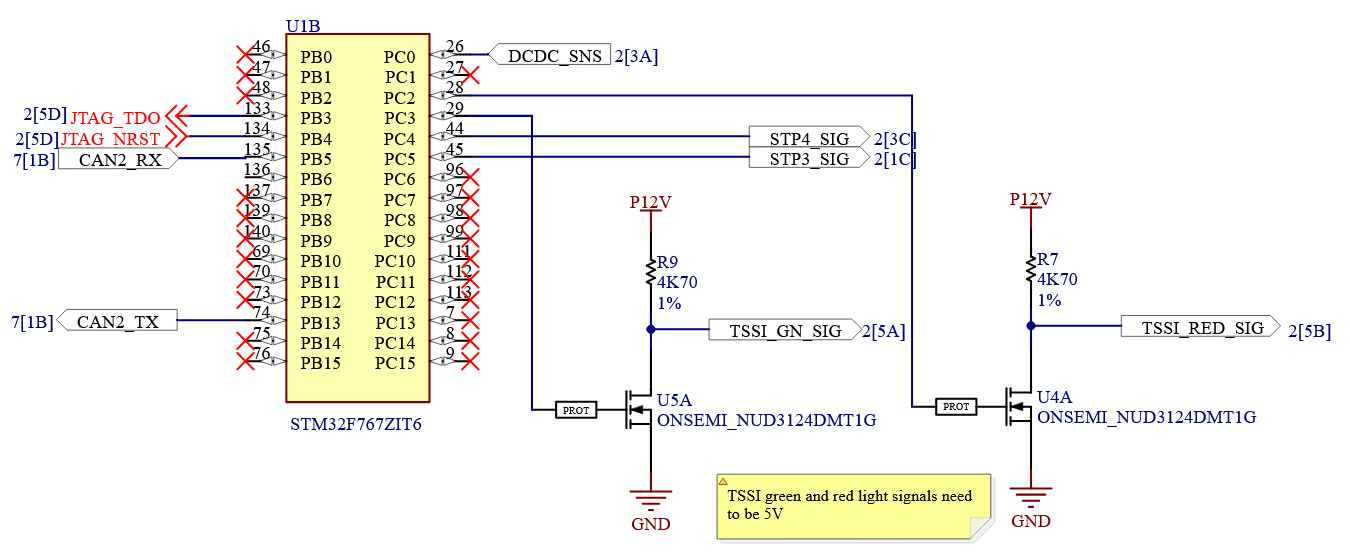 U1B
46 PB0 PC0 26 DCDC_SNS 2[3A]
47 PB1 PC1 27
48 PB2 PC2 28
2[5D] JTAG_TDO 133 PB3 PC3 29
2[5D] JTAG_NRST 134 PB4 PC4 44 STP4_SIG 2[3C]
7[1B] CAN2_RX 135 PB5 PC5 45 STP3_SIG 2[1C]
136 PB6 PC6 96
137 PB7 PC7 97
139 PB8 PC8 98
140 PB9 PC9 99
69 PB10 PC10 111
70 PB11 PC11 112
73 PB12 PC12 113
7[1B] CAN2_TX 74 PB13 PC13 7
75 PB14 PC14 8
76 PB15 PC15 9
STM32F767ZIT6
P12V
R9
4K70
1%
TSSI_GN_SIG 2[5A]
PROT
U5A
ONSEMI_NUD3124DMT1G
GND
P12V
R7
4K70
1%
TSSI_RED_SIG 2[5B]
PROT
U4A
ONSEMI_NUD3124DMT1G
GND
TSSI green and red light signals need
to be 5V